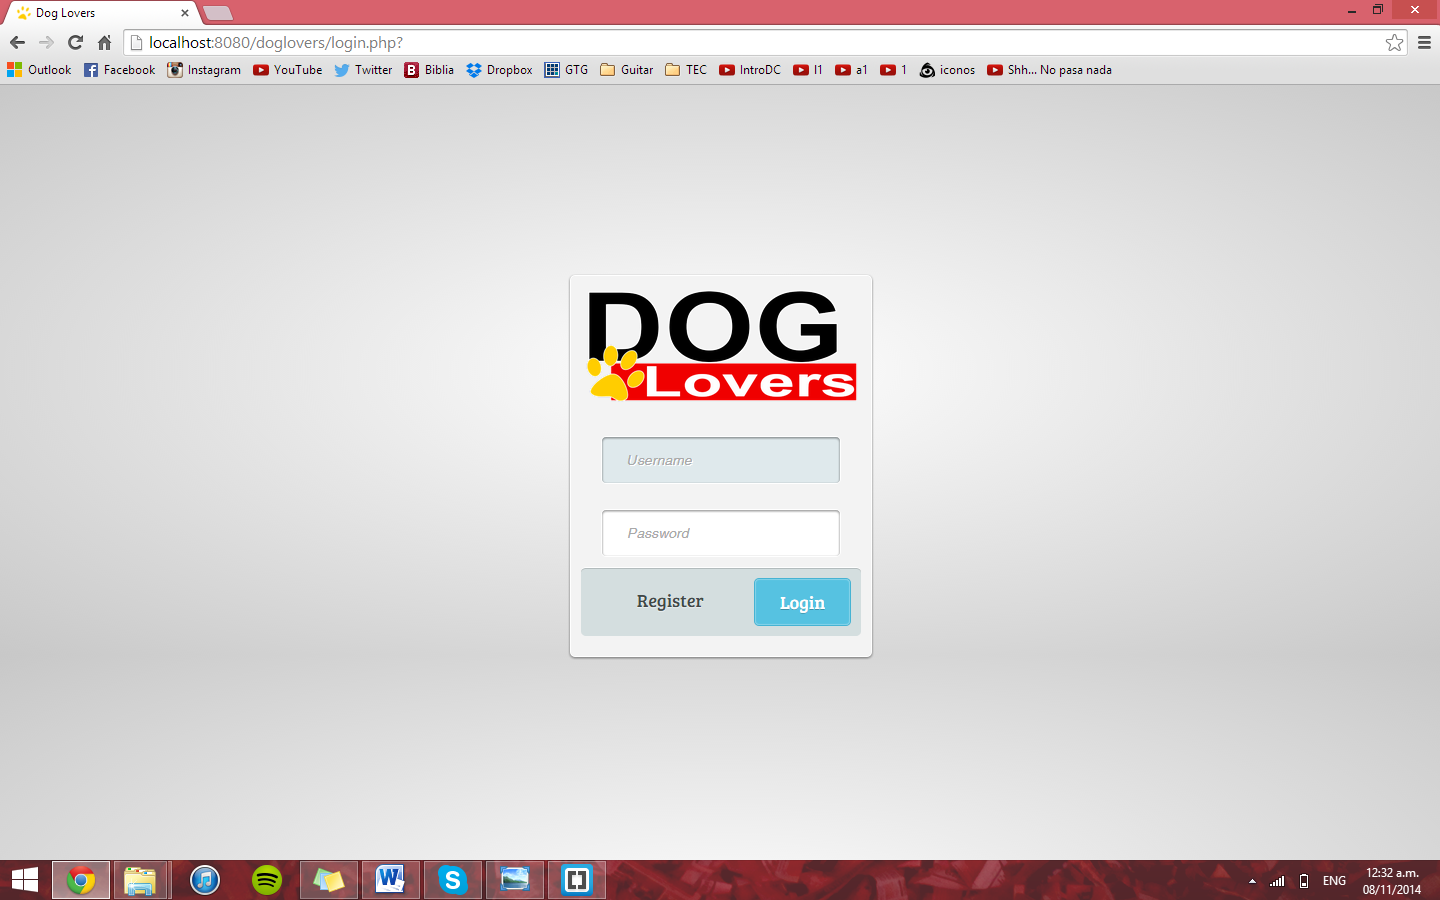 Dog Lovers
localhost:8080/doglovers/login.php?
Outlook Facebook Instagram YouTube Twitter Biblia Dropbox GTG Guitar TEC IntroDC I1 a1 1 iconos Shh... No pasa nada
DOG
Lovers
Username
Password
Register Login
ENG 12:32 a.m.
08/11/2014